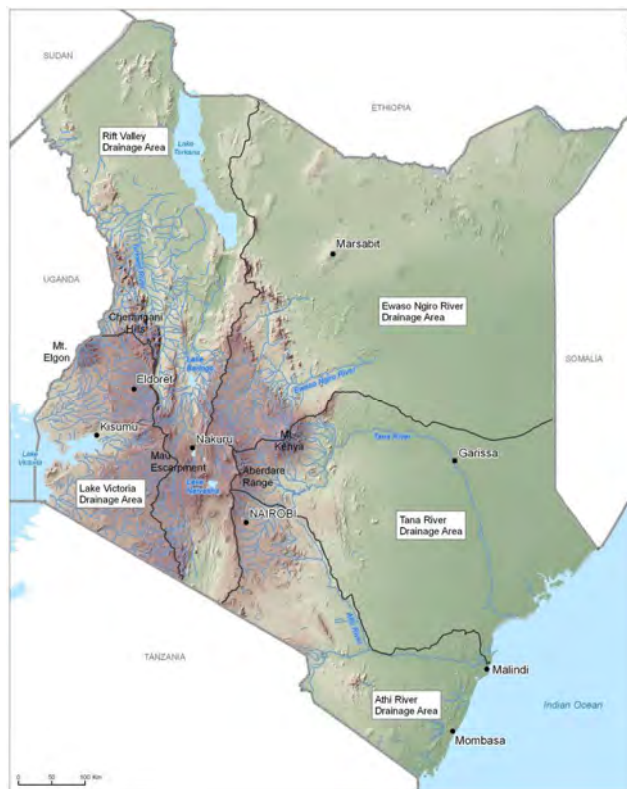 SUDAN
ETHIOPIA
Rift Valley
Drainage Area
Lake
Turkana
Marsabit
UGANDA
Ewaso Ngiro River
Drainage Area
Cherangani
Hills
Mt.
Elgon
SOMALIA
Lake
Baringo
Ewaso Ngiro River
Eldoret
Kisumu
Lake
Victoria
Nakuru
Mt.
Kenya
Tana River
Garissa
Mau
Escarpment
Aberdare
Range
Lake Victoria
Drainage Area
Lake
Naivasha
NAIROBI
Tana River
Drainage Area
Athi River
TANZANIA
Malindi
Athi River
Drainage Area
Indian Ocean
Mombasa
0 50 100 Km